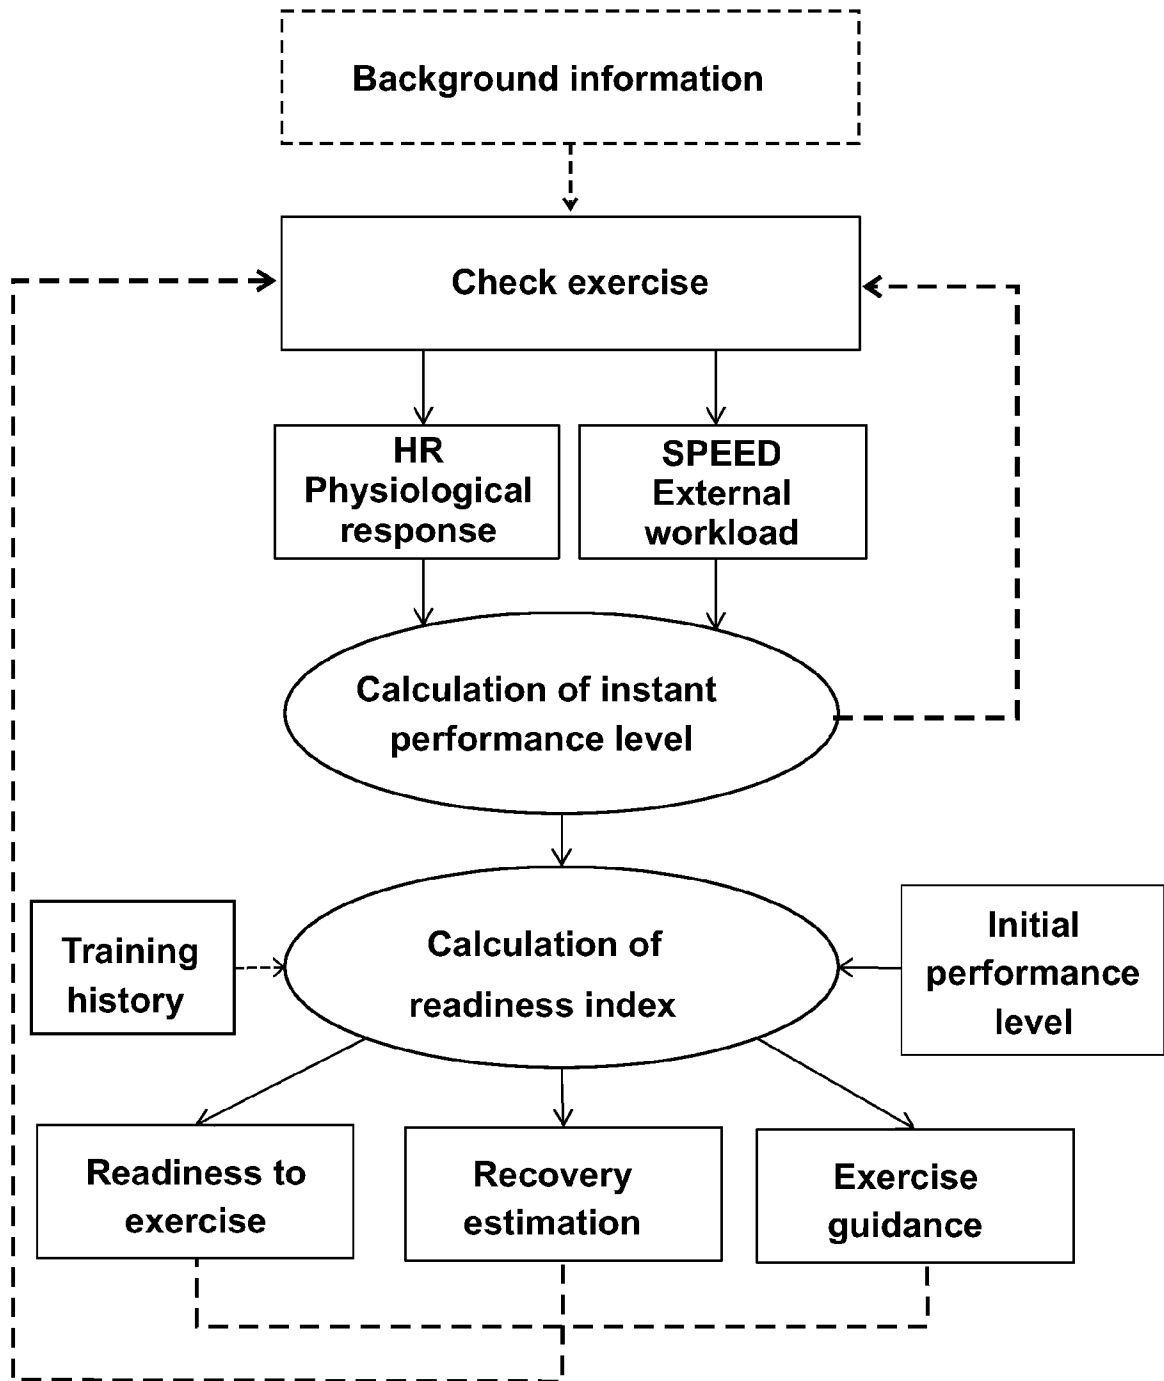 Background information
Check exercise
HR
Physiological
response
SPEED
External
workload
Calculation of instant
performance level
Training
history
Calculation of
readiness index
Initial
performance
level
Readiness to
exercise
Recovery
estimation
Exercise
guidance